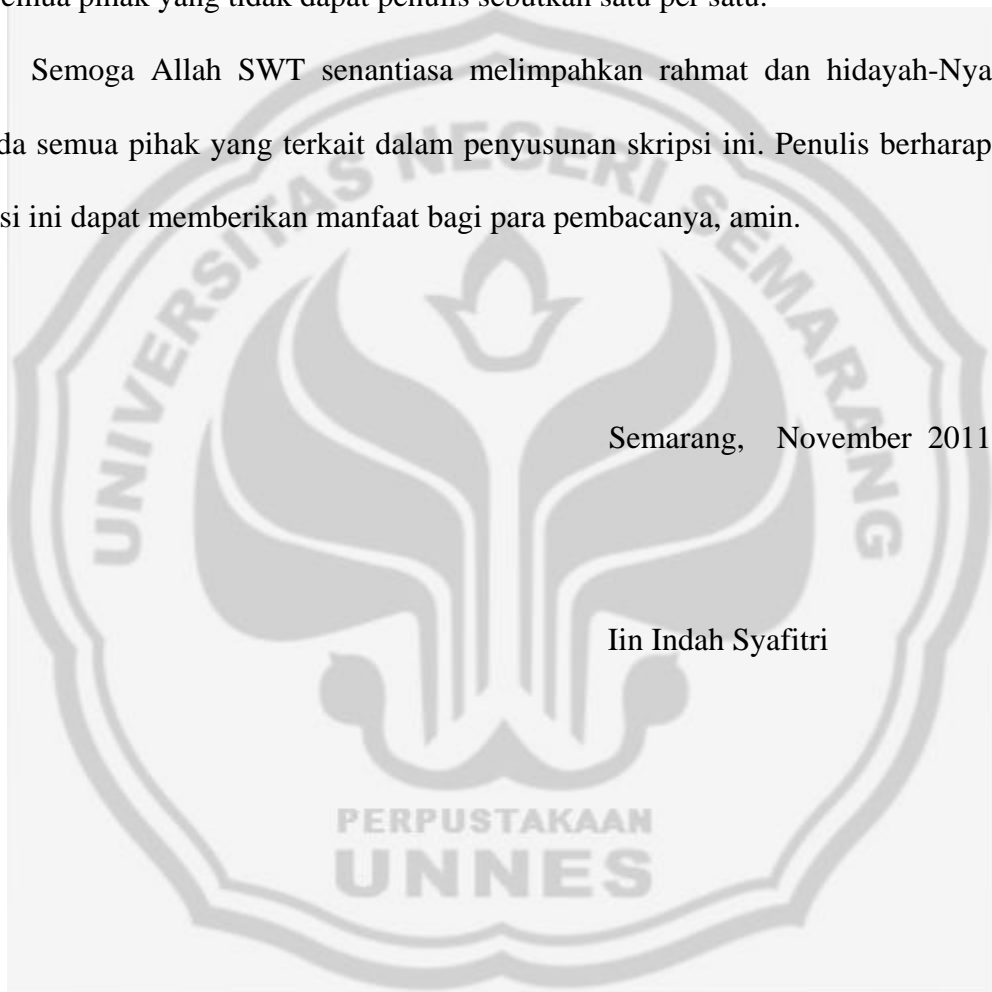 semua pihak yang tidak dapat penulis sebutkan satu per satu.
Semoga Allah SWT senantiasa melimpahkan rahmat dan hidayah-Nya
da semua pihak yang terkait dalam penyusunan skripsi ini. Penulis berharap
si ini dapat memberikan manfaat bagi para pembacanya, amin.
UNIVERSITAS NEGERI SEMARANG
Semarang, November 2011
Iin Indah Syafitri
PERPUSTAKAAN
UNNES